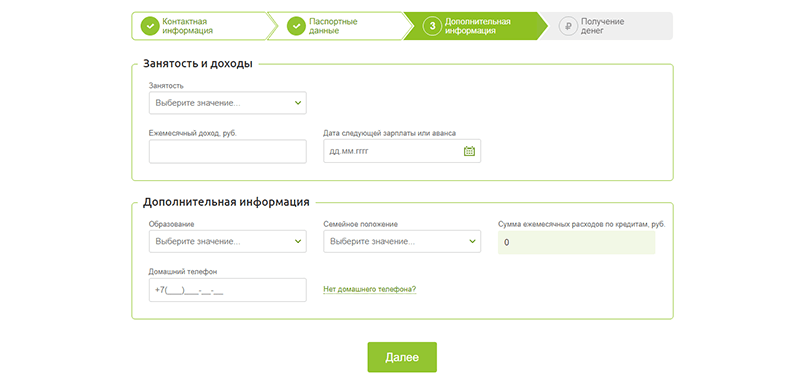 Контактная
информация
Паспортные
данные
3
Дополнительная
информация
₽
Получение
денег
Занятость и доходы
Занятость
Выберите значение...
Ежемесячный доход, руб.
Дата следующей зарплаты или аванса
дд.мм.гггг
Дополнительная информация
Образование
Семейное положение
Сумма ежемесячных расходов по кредитам, руб.
Выберите значение...
Выберите значение...
0
Домашний телефон
+7(___)___-__-__
Нет домашнего телефона?
Далее